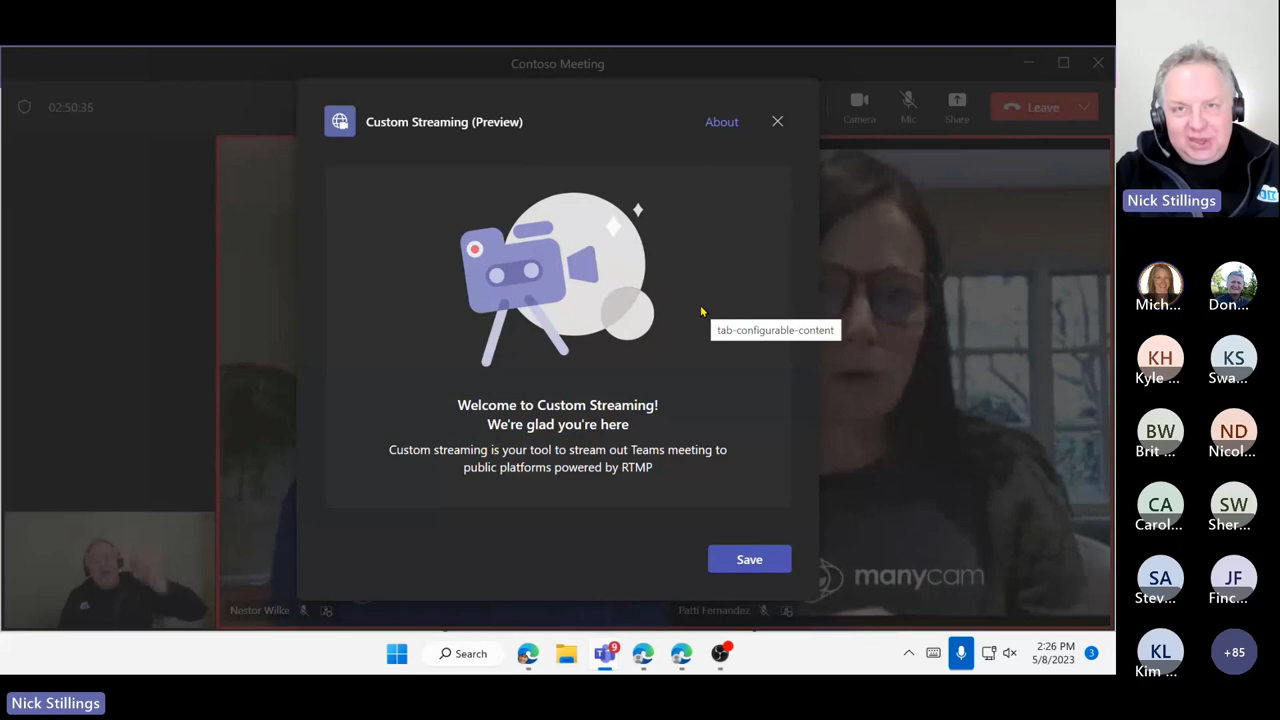 Contoso Meeting
02:50:35
Camera
Mic
Share
Leave
Custom Streaming (Preview)
About
tab-configurable-content
Welcome to Custom Streaming!
We're glad you're here
Custom streaming is your tool to stream out Teams meeting to
public platforms powered by RTMP
Save
manycam
Nestor Wilke
Patti Fernandez
Search
9
2:26 PM
5/8/2023
3
Nick Stillings
Nick Stillings
Mich...
Don...
KH
Kyle ...
KS
Swa...
BW
Brit ...
ND
Nicol...
CA
Carol...
SW
Sher...
SA
Stev...
JF
Finc...
KL
Kim ...
+85